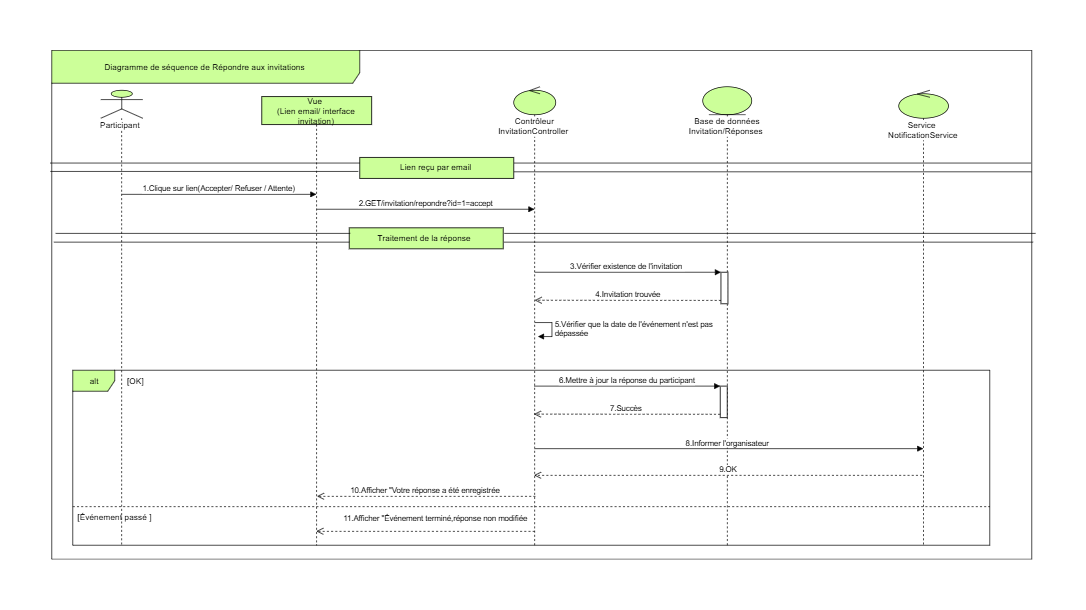 Diagramme de séquence de Répondre aux invitations
Participant
Vue
(Lien email/ interface
invitation)
Contrôleur
InvitationController
Base de données
Invitation/Réponses
Service
NotificationService
Lien reçu par email
1.Clique sur lien(Accepter/ Refuser / Attente)
2.GET/invitation/repondre?id=1=accept
Traitement de la réponse
3.Vérifier existence de l'invitation
4.Invitation trouvée
5.Vérifier que la date de l'événement n'est pas
dépassée
alt
[OK]
6.Mettre à jour la réponse du participant
7.Succès
8.Informer l'organisateur
9.OK
10.Afficher "Votre réponse a été enregistrée
[Événement passé ]
11.Afficher "Événement terminé,réponse non modifiée